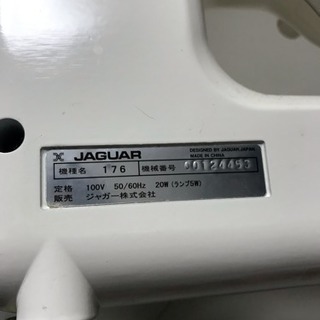 JAGUAR
DESIGNED BY JAGUAR JAPAN
MADE IN CHINA
機種名 176 機械番号 00124453
定格 100V 50/60Hz 20W(ランプ5W)
販売 ジャガー株式会社